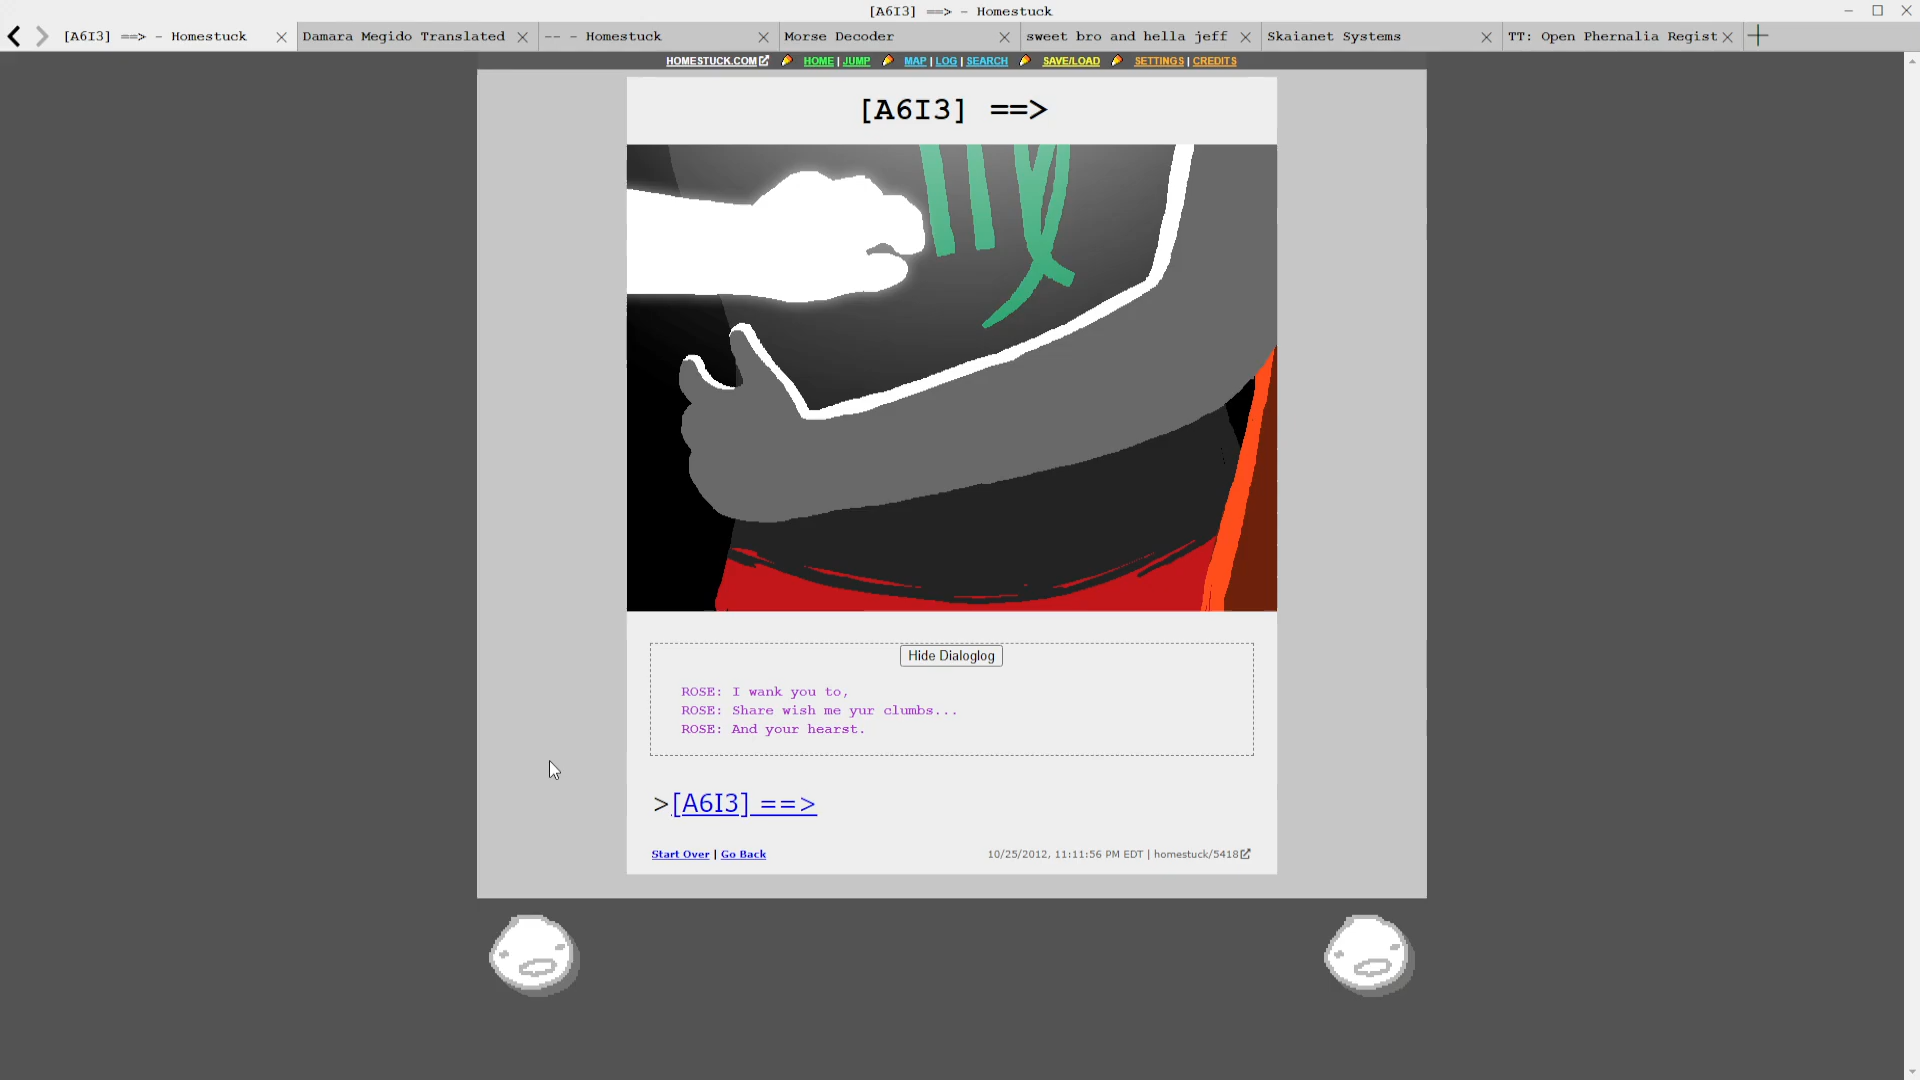 [A6I3] ==> - Homestuck
[A6I3] ==> - Homestuck
Damara Megido Translated
-- - Homestuck
Morse Decoder
sweet bro and hella jeff
Skaianet Systems
TT: Open Phernalia Regist
HOMESTUCK.COM HOME | JUMP MAP | LOG | SEARCH SAVE/LOAD SETTINGS | CREDITS
[A6I3] ==>
Hide Dialoglog
ROSE: I wank you to,
ROSE: Share wish me yur clumbs...
ROSE: And your hearst.
>[A6I3] ==>
Start Over | Go Back
10/25/2012, 11:11:56 PM EDT | homestuck/5418